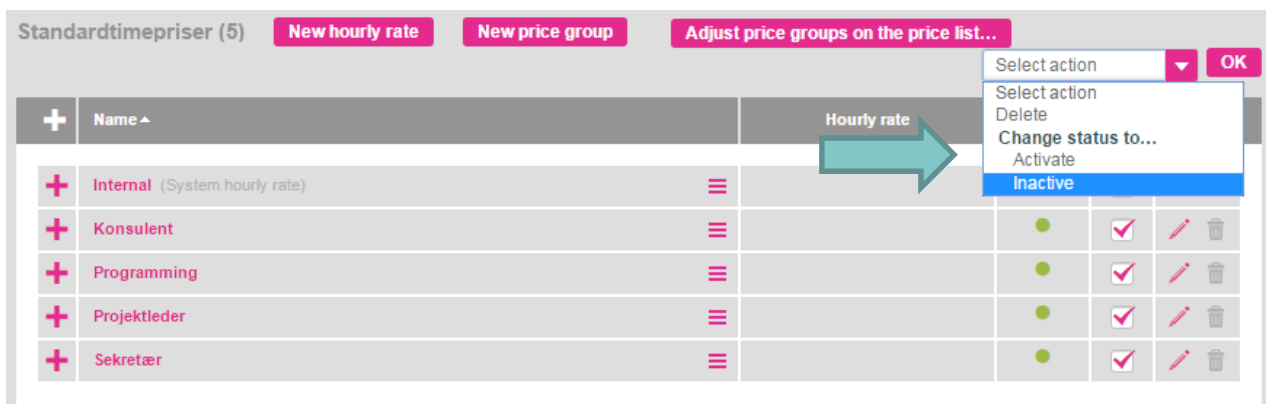 Standardtimepriser (5) New hourly rate New price group Adjust price groups on the price list...
Select action OK
Select action
Delete
Change status to...
Activate
Inactive
Name Hourly rate
Internal (System hourly rate)
Konsulent
Programming
Projektleder
Sekretær